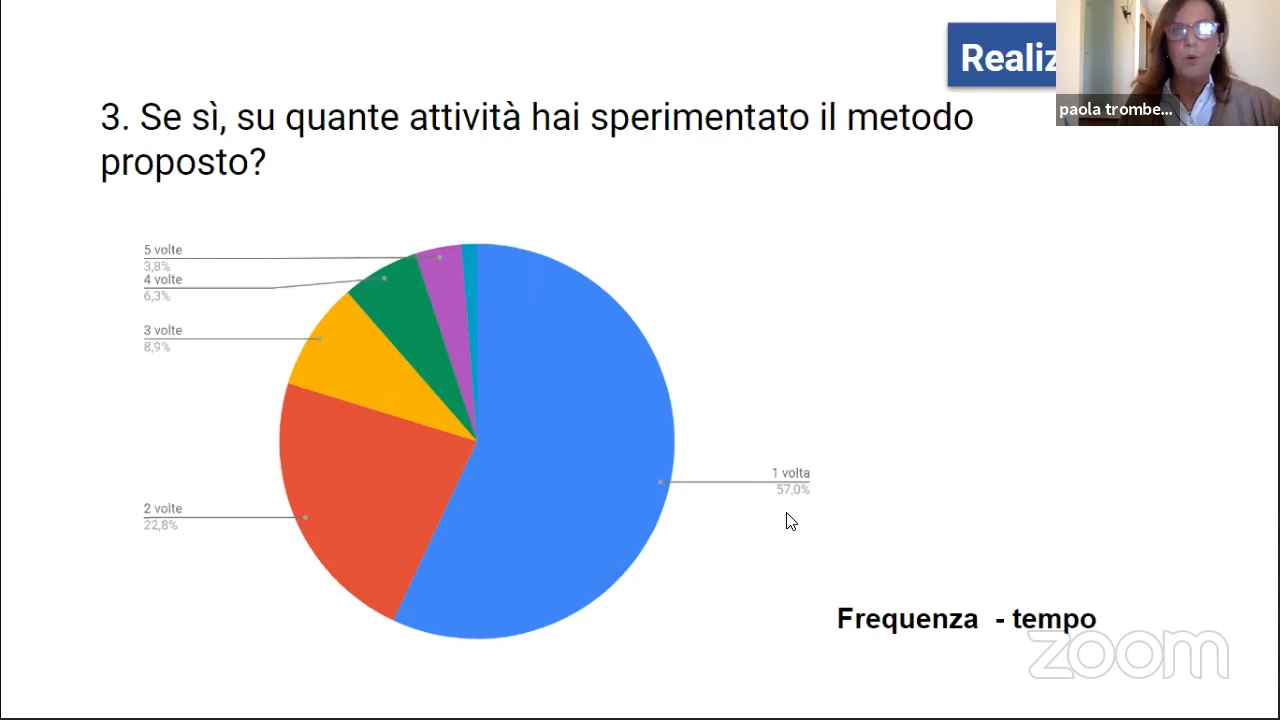 Realiz
paola trombe...
3. Se sì, su quante attività hai sperimentato il metodo
proposto?
5 volte
3,8%
4 volte
6,3%
3 volte
8,9%
1 volta
57,0%
2 volte
22,8%
Frequenza - tempo
zoom